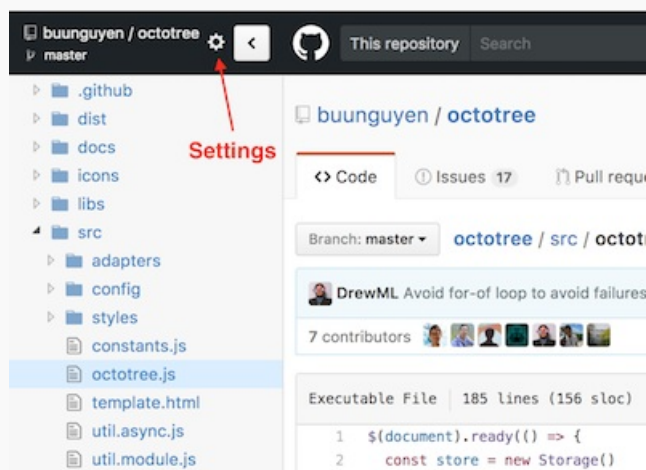 buunguyen / octotree
master
This repository Search
.github
dist
docs
icons
libs
src
adapters
config
styles
constants.js
octotree.js
template.html
util.async.js
util.module.js
Settings
buunguyen / octotree
<> Code Issues 17 Pull reque
Branch: master octotree / src / octot
DrewML Avoid for-of loop to avoid failures
7 contributors
Executable File 185 lines (156 sloc)
1 $(document).ready(() => {
2 const store = new Storage()